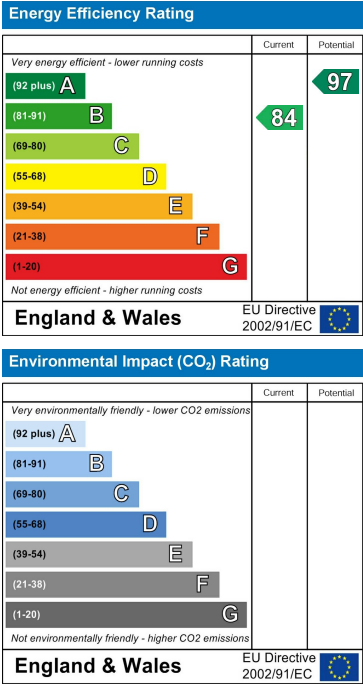 Energy Efficiency Rating
Current Potential
Very energy efficient - lower running costs
(92 plus) A
97
(81-91) B
84
(69-80) C
(55-68) D
(39-54) E
(21-38) F
(1-20) G
Not energy efficient - higher running costs
England & Wales
EU Directive
2002/91/EC
Environmental Impact (CO2) Rating
Current Potential
Very environmentally friendly - lower CO2 emissions
(92 plus) A
(81-91) B
(69-80) C
(55-68) D
(39-54) E
(21-38) F
(1-20) G
Not environmentally friendly - higher CO2 emissions
England & Wales
EU Directive
2002/91/EC